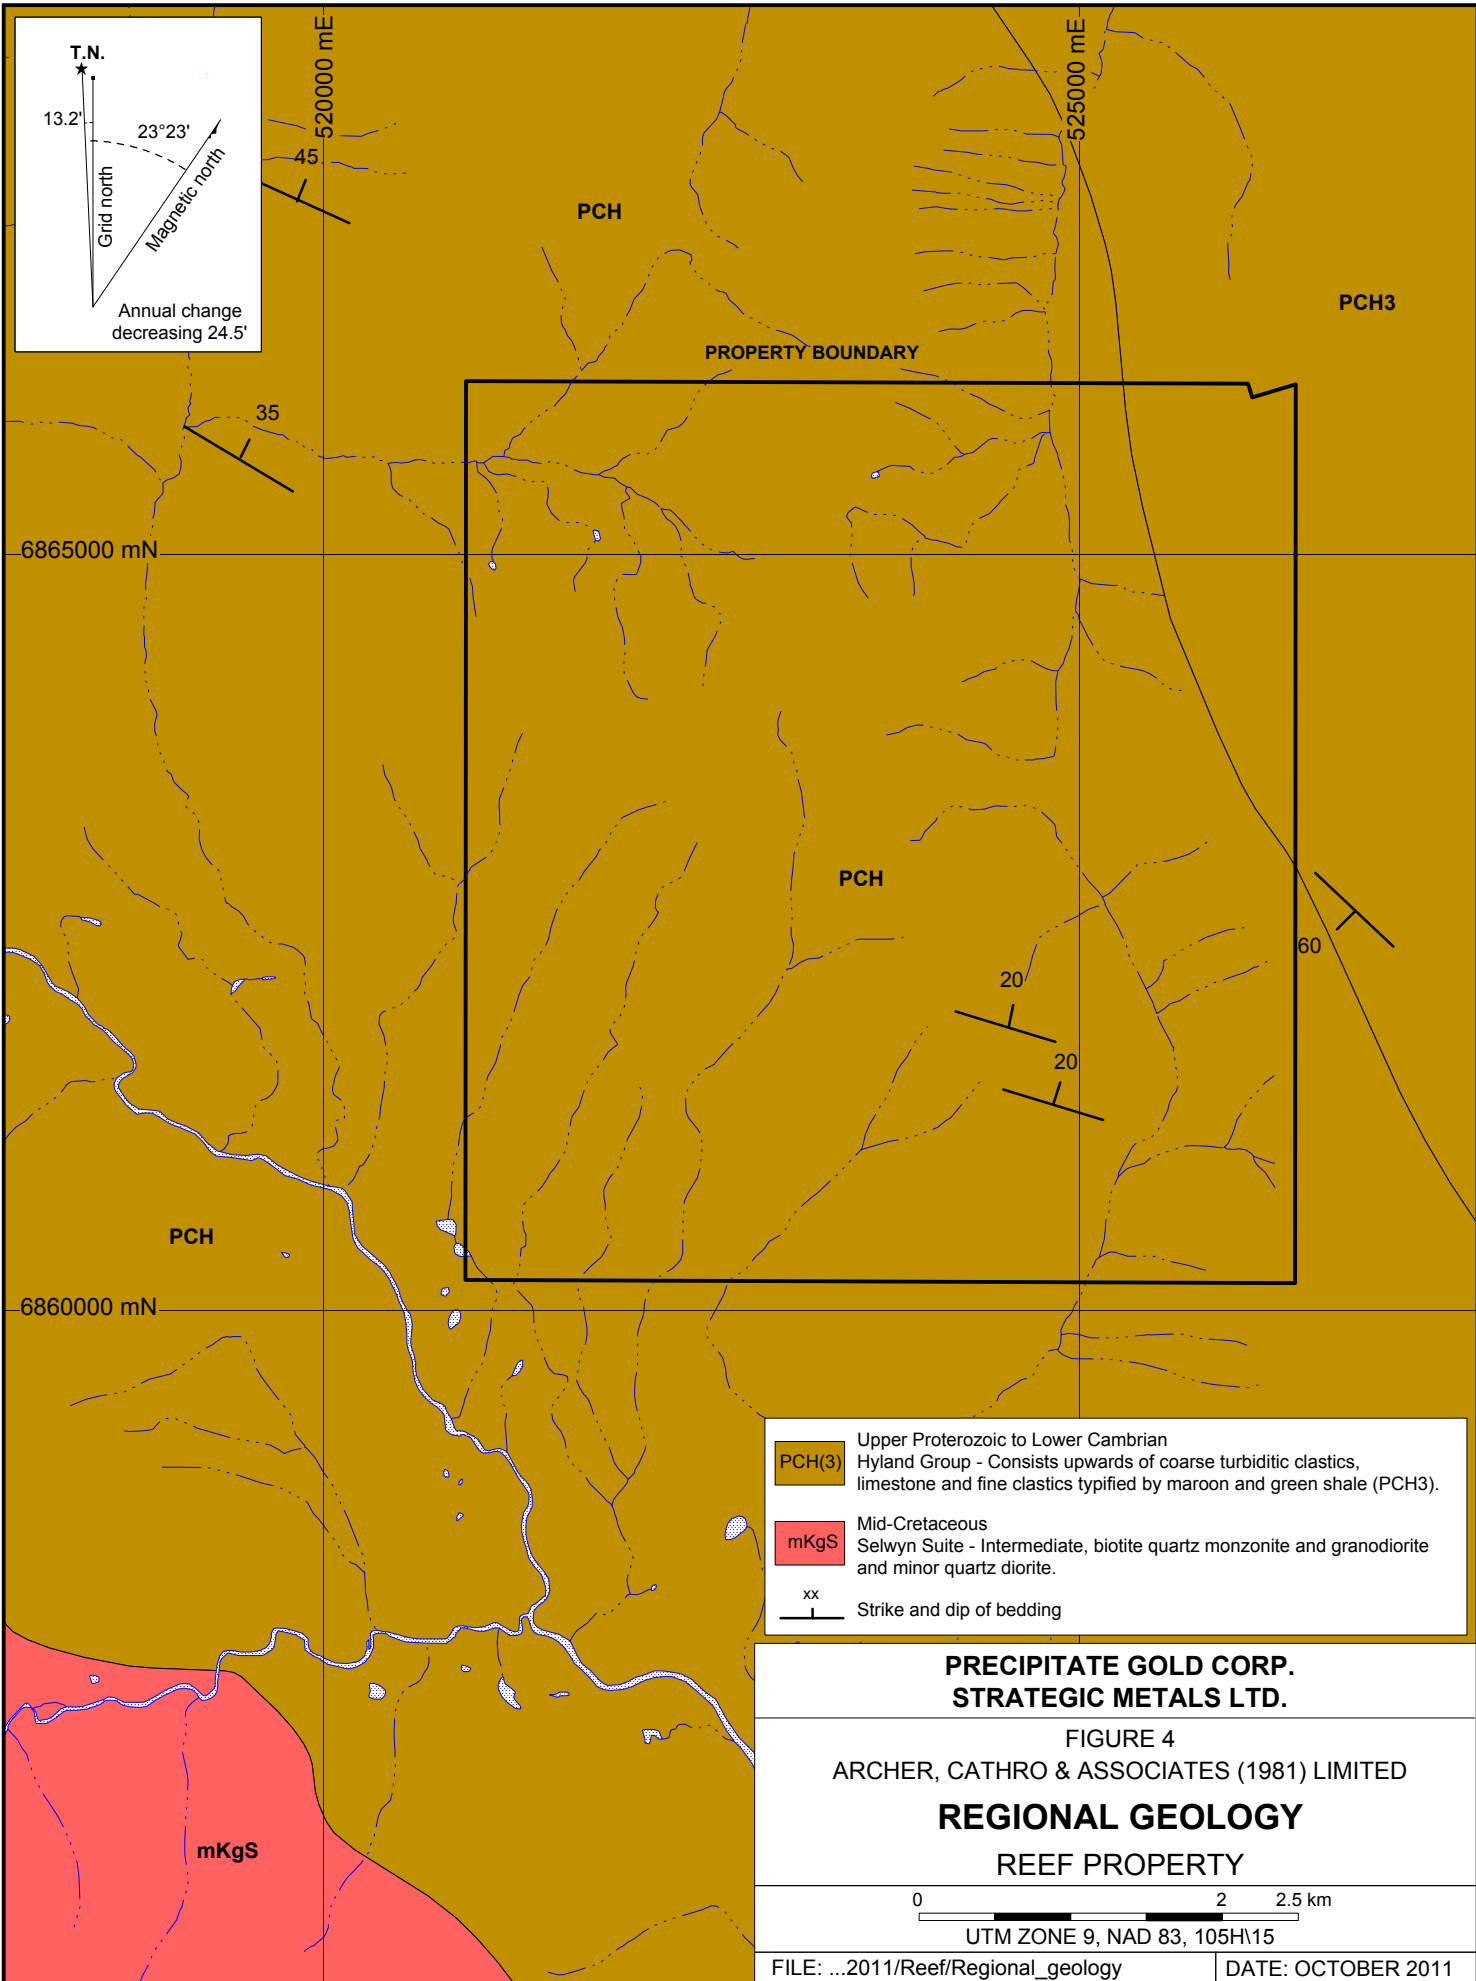 T.N.
13.2'
23°23'
Grid north
Magnetic north
Annual change
decreasing 24.5'
520000 mE
525000 mE
45
PCH
PCH3
PROPERTY BOUNDARY
35
6865000 mN
PCH
60
20
20
PCH
6860000 mN
PCH(3)
Upper Proterozoic to Lower Cambrian
Hyland Group - Consists upwards of coarse turbiditic clastics,
limestone and fine clastics typified by maroon and green shale (PCH3).
mKgS
Mid-Cretaceous
Selwyn Suite - Intermediate, biotite quartz monzonite and granodiorite
and minor quartz diorite.
xx
Strike and dip of bedding
mKgS
PRECIPITATE GOLD CORP.
STRATEGIC METALS LTD.
FIGURE 4
ARCHER, CATHRO & ASSOCIATES (1981) LIMITED
REGIONAL GEOLOGY
REEF PROPERTY
0 2 2.5 km
UTM ZONE 9, NAD 83, 105H\15
FILE: ...2011/Reef/Regional_geology
DATE: OCTOBER 2011